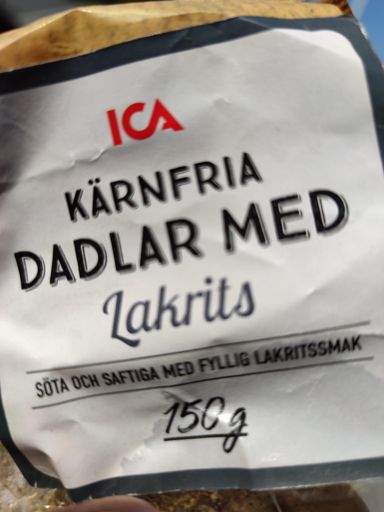 ICA
KÄRNFRIA
DADLAR MED
Lakrits
SÖTA OCH SAFTIGA MED FYLLIG LAKRITSSMAK
150g